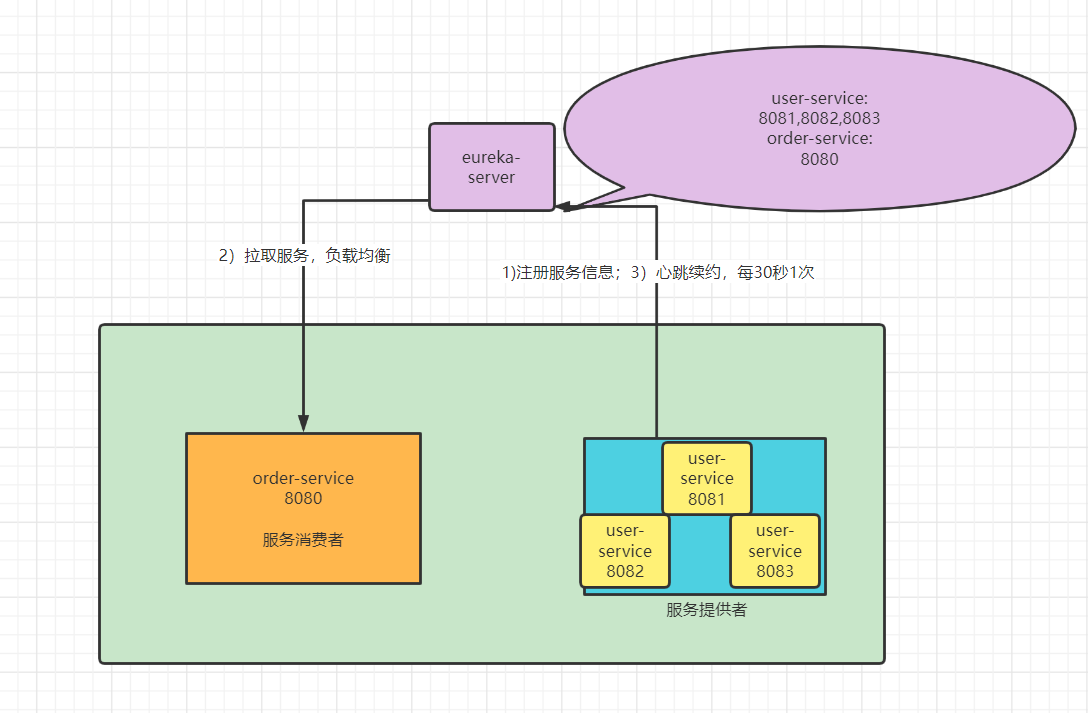 user-service:
8081,8082,8083
order-service:
8080
eureka-
server
2）拉取服务，负载均衡
1)注册服务信息；3）心跳续约，每30秒1次
order-service
8080
服务消费者
user-
service
8081
user-
service
8082
user-
service
8083
服务提供者